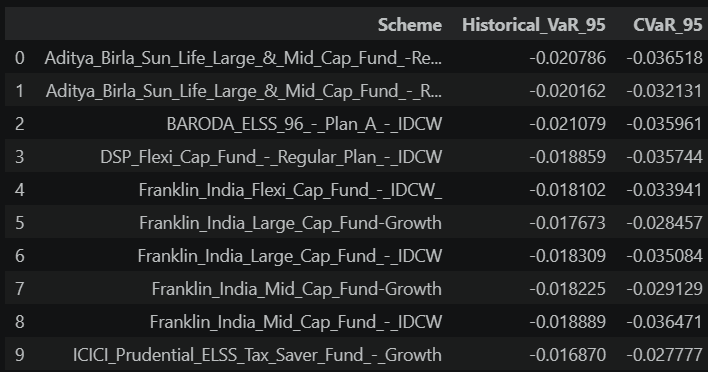 Scheme Historical_VaR_95 CVaR_95
0 Aditya_Birla_Sun_Life_Large_&_Mid_Cap_Fund_-Re... -0.020786 -0.036518
1 Aditya_Birla_Sun_Life_Large_&_Mid_Cap_Fund_-_R... -0.020162 -0.032131
2 BARODA_ELSS_96_-_Plan_A_-_IDCW -0.021079 -0.035961
3 DSP_Flexi_Cap_Fund_-_Regular_Plan_-_IDCW -0.018859 -0.035744
4 Franklin_India_Flexi_Cap_Fund_-_IDCW_ -0.018102 -0.033941
5 Franklin_India_Large_Cap_Fund-Growth -0.017673 -0.028457
6 Franklin_India_Large_Cap_Fund_-_IDCW -0.018309 -0.035084
7 Franklin_India_Mid_Cap_Fund-Growth -0.018225 -0.029129
8 Franklin_India_Mid_Cap_Fund_-_IDCW -0.018889 -0.036471
9 ICICI_Prudential_ELSS_Tax_Saver_Fund_-_Growth -0.016870 -0.027777